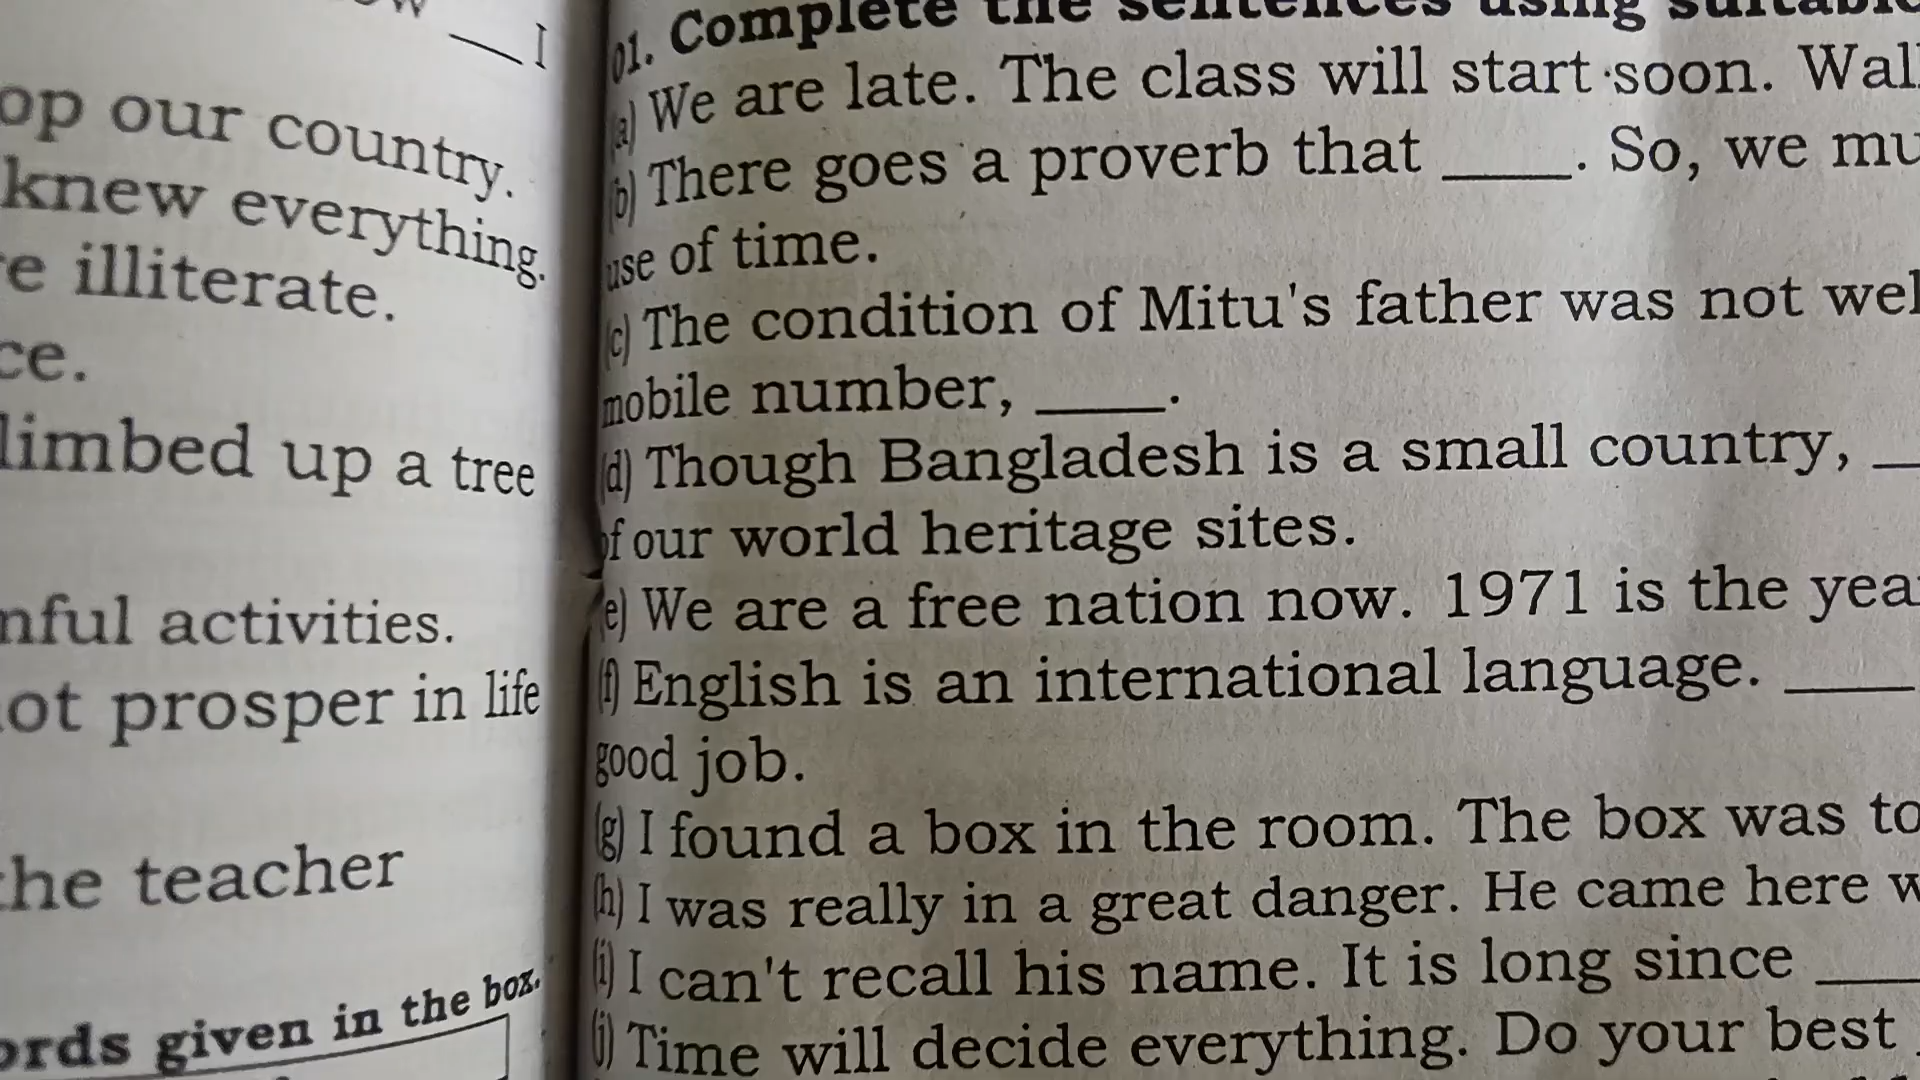 I
op our country.
knew everything.
e illiterate.
ce.
limbed up a tree
nful activities.
ot prosper in life
he teacher
ords given in the box.
01. Complete the sentences using suitabl
(a) We are late. The class will start soon. Wal
(b) There goes a proverb that ____. So, we mu
use of time.
(c) The condition of Mitu's father was not wel
mobile number, ____.
(d) Though Bangladesh is a small country, __
of our world heritage sites.
(e) We are a free nation now. 1971 is the yea
(f) English is an international language. ____
good job.
(g) I found a box in the room. The box was to
(h) I was really in a great danger. He came here w
(i) I can't recall his name. It is long since ____
(j) Time will decide everything. Do your best